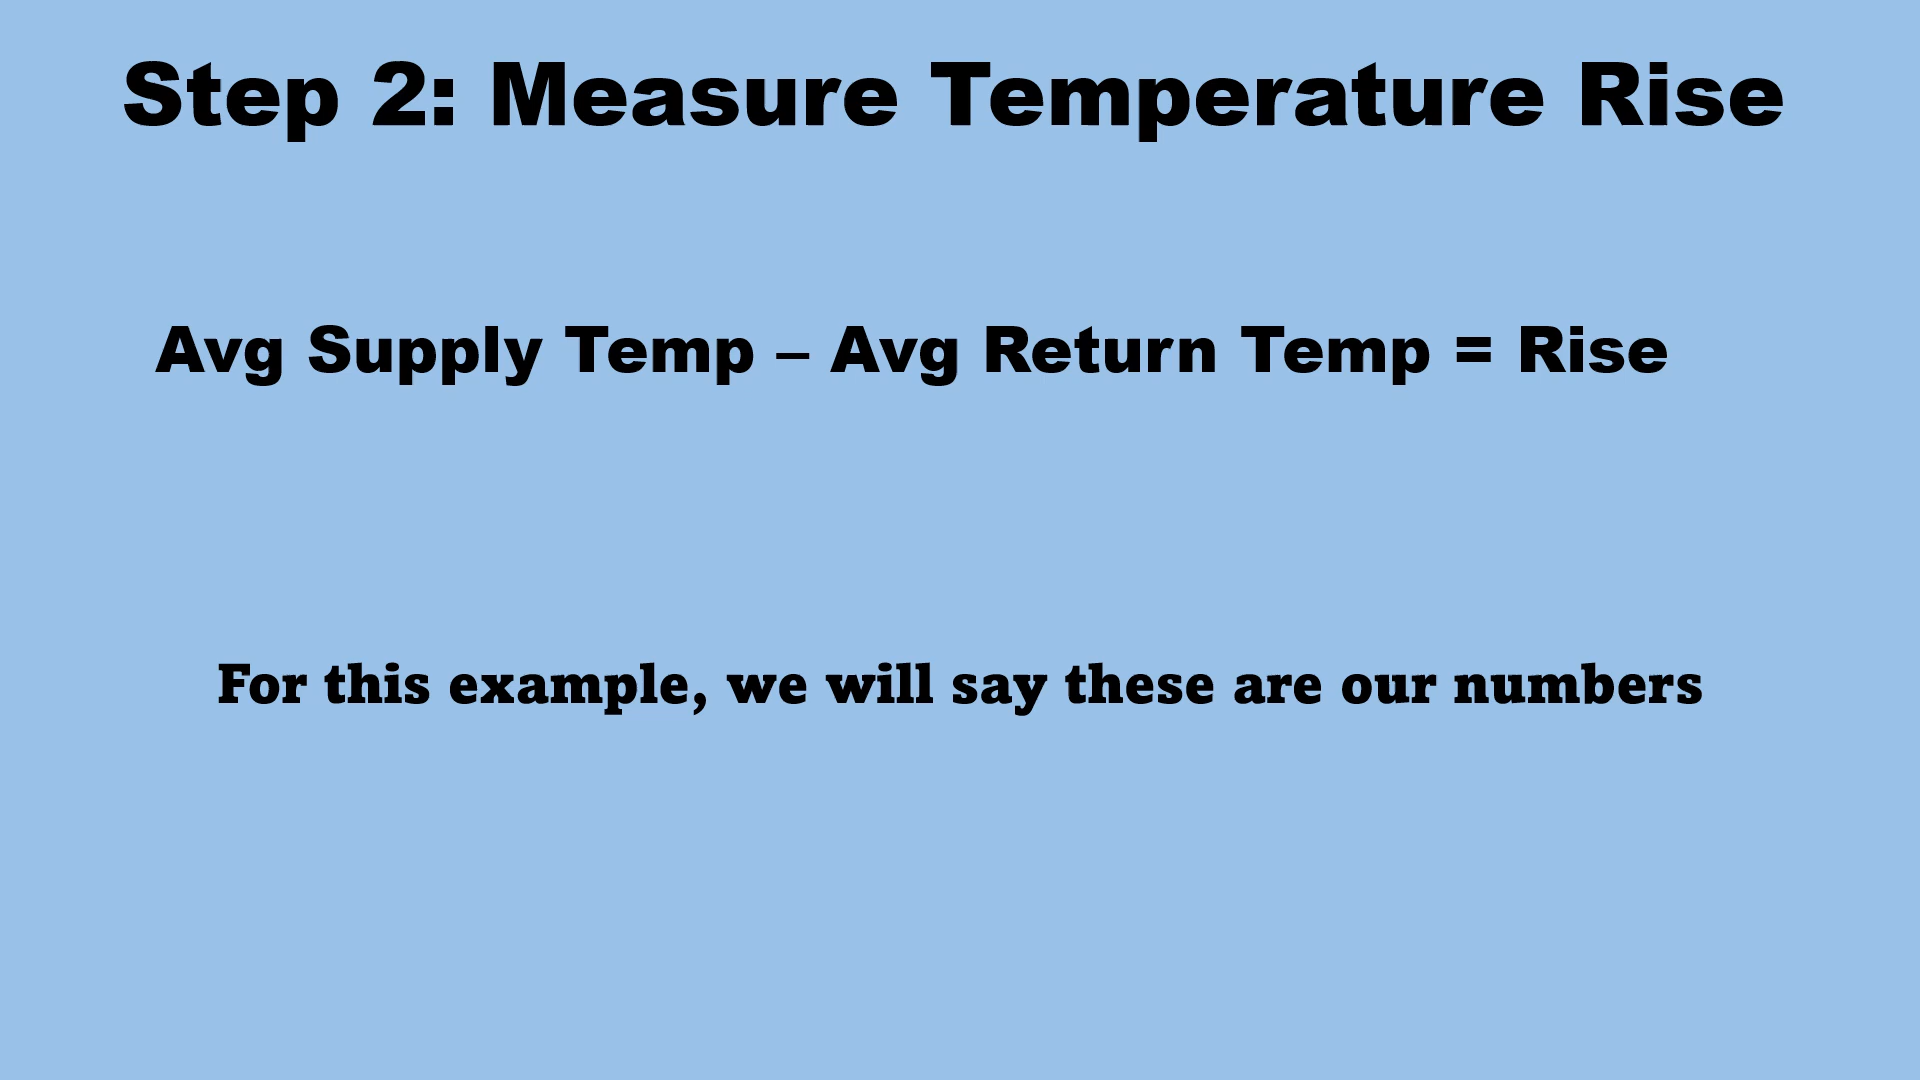 Step 2: Measure Temperature Rise
Avg Supply Temp – Avg Return Temp = Rise
For this example, we will say these are our numbers